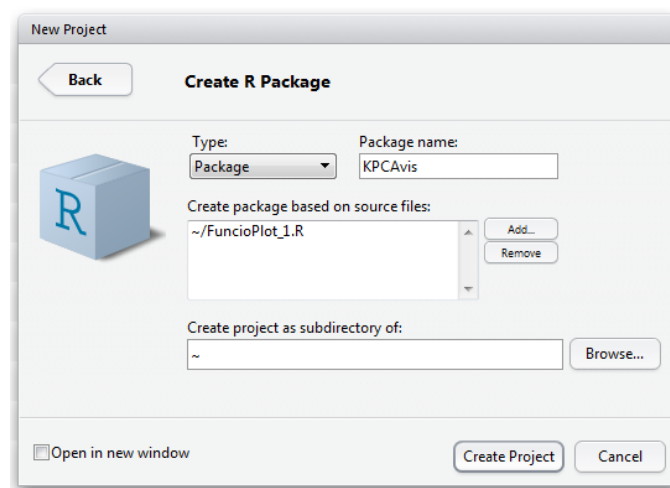 New Project
Back
Create R Package
Type:
Package name:
Package
KPCAvis
R
Create package based on source files:
~/FuncioPlot_1.R
Add...
Remove
Create project as subdirectory of:
~
Browse...
Open in new window
Create Project
Cancel